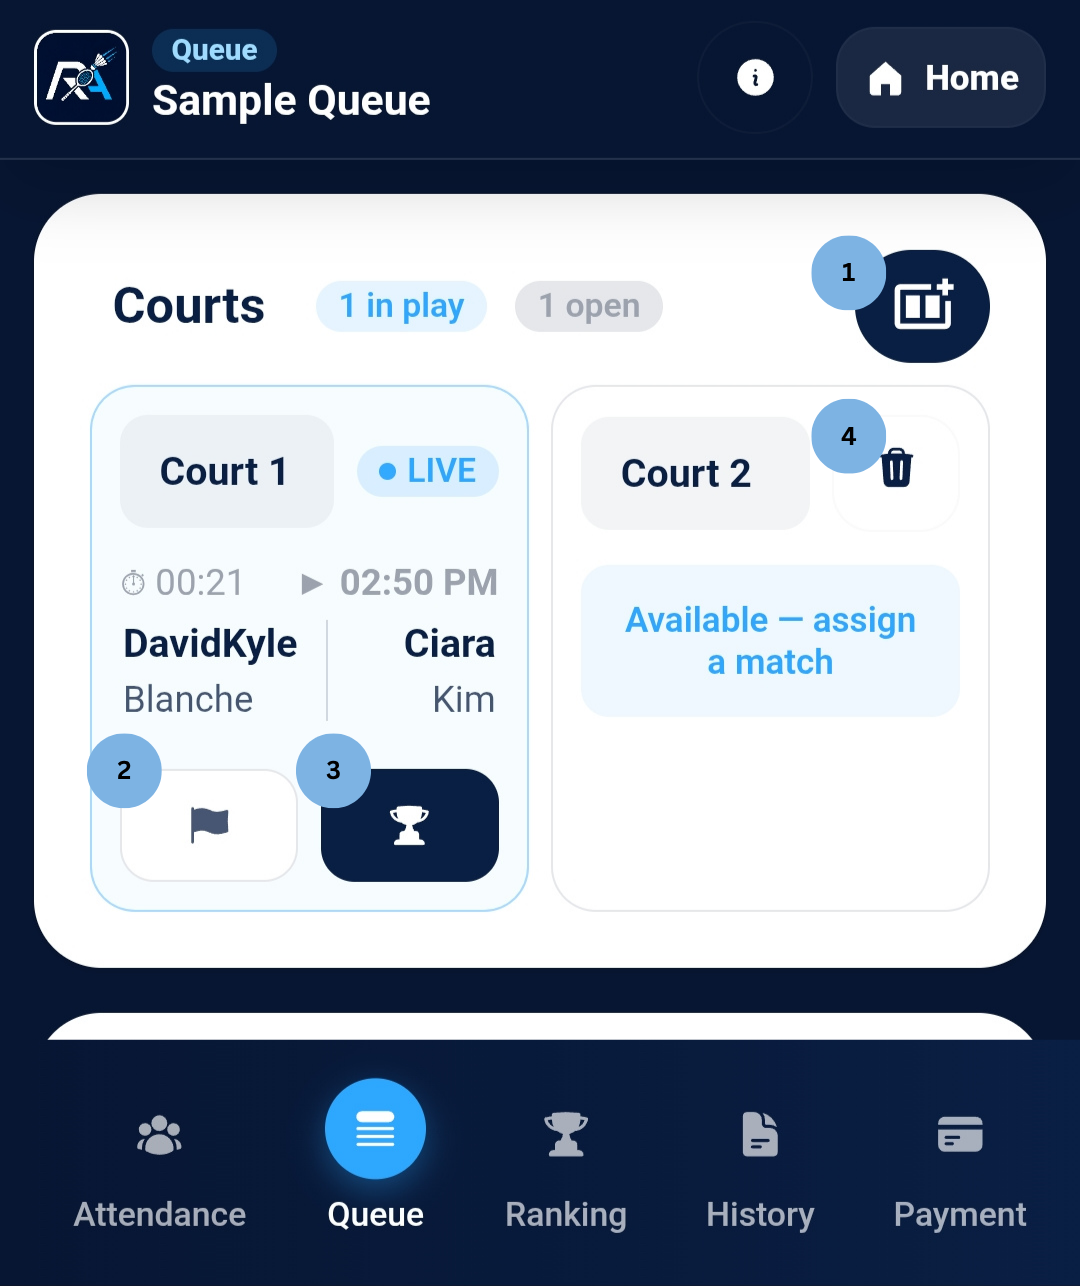 RA
Queue
Sample Queue
Home
Courts
1 in play
1 open
1
Court 1
LIVE
Court 2
4
00:21
02:50 PM
DavidKyle
Ciara
Blanche
Kim
Available — assign
a match
2
3
Attendance
Queue
Ranking
History
Payment